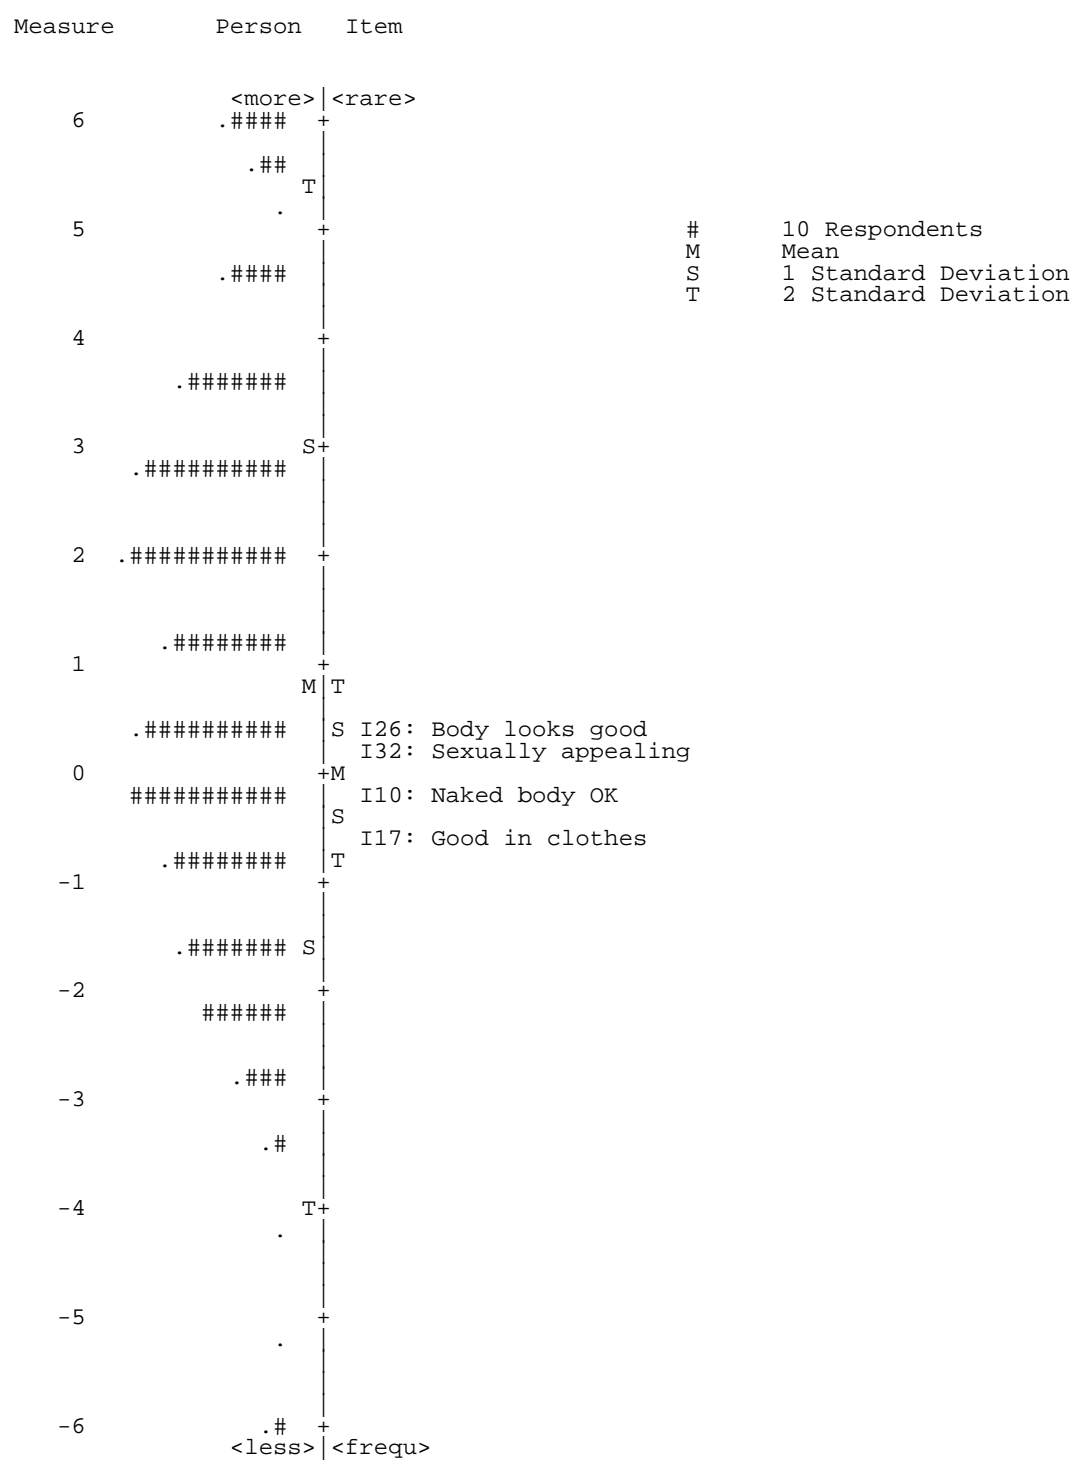 Measure Person Item
<more>|<rare>
6 .#### +
|
.## |
T|
. |
5 + # 10 Respondents
| M Mean
.#### | S 1 Standard Deviation
| T 2 Standard Deviation
|
4 +
|
.####### |
|
|
3 S+
.########## |
|
|
|
2 .########### +
|
|
|
.######## |
1 +
M|T
|
.########## |S I26: Body looks good
| I32: Sexually appealing
0 +M
########### | I10: Naked body OK
|S
| I17: Good in clothes
.######## |T
-1 +
|
|
.####### S|
|
-2 +
###### |
|
|
.### |
-3 +
|
.# |
|
|
-4 T+
. |
|
|
|
-5 +
. |
|
|
|
-6 .# +
<less>|<frequ>